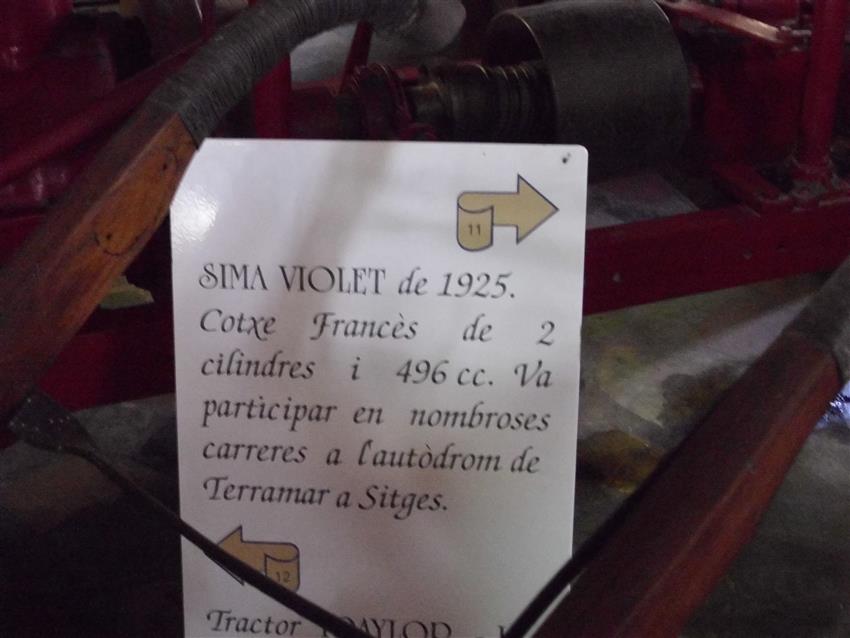 11
SIMA VIOLET de 1925.
Cotxe Francès de 2
cilindres i 496 cc. Va
participar en nombroses
carreres a l'autòdrom de
Terramar a Sitges.
12
Tractor